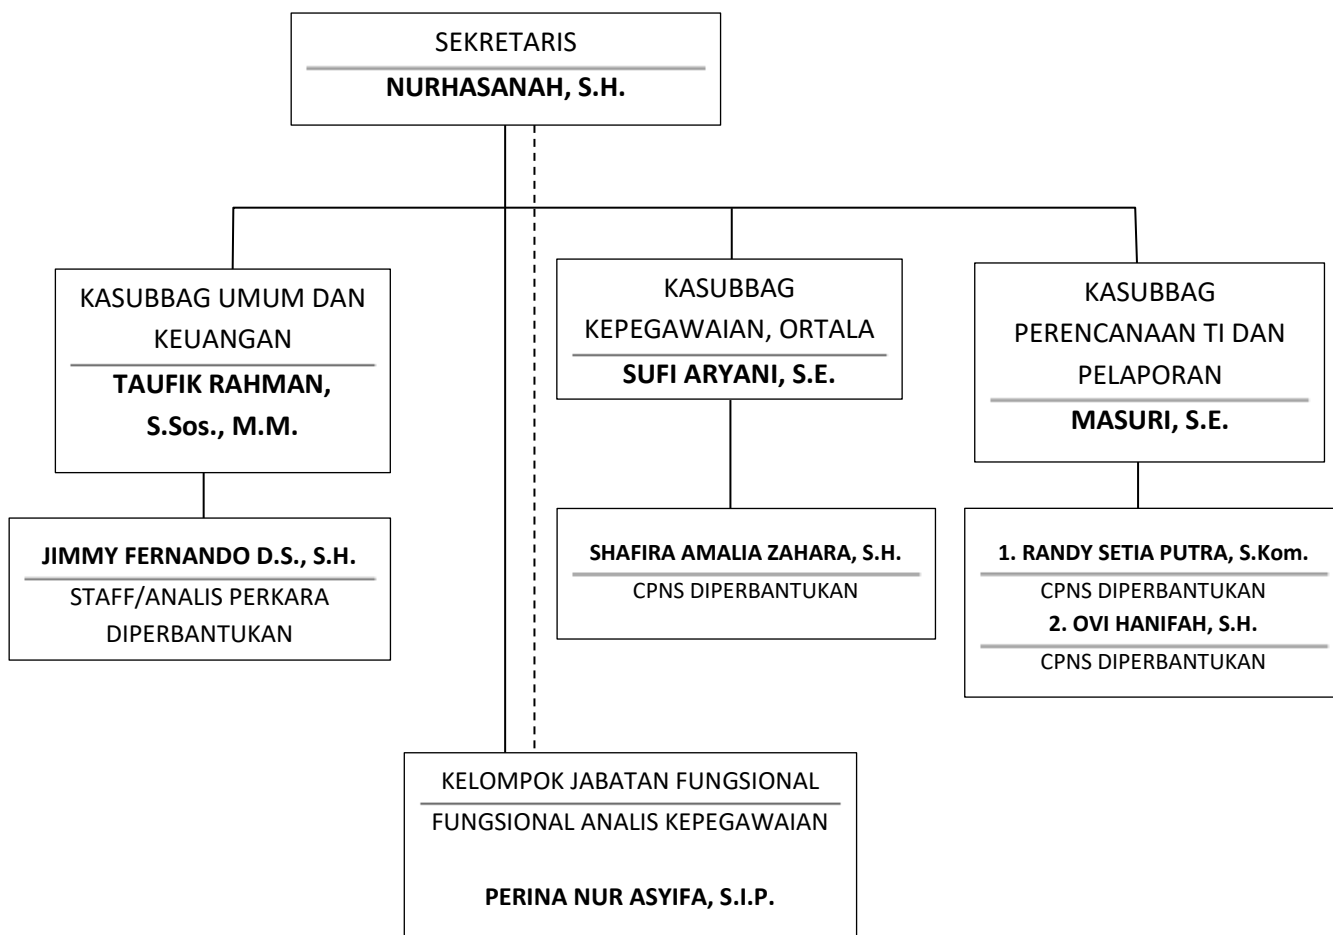 SEKRETARIS
NURHASANAH, S.H.
KASUBBAG UMUM DAN
KEUANGAN
TAUFIK RAHMAN,
S.Sos., M.M.
KASUBBAG
KEPEGAWAIAN, ORTALA
SUFI ARYANI, S.E.
KASUBBAG
PERENCANAAN TI DAN
PELAPORAN
MASURI, S.E.
JIMMY FERNANDO D.S., S.H.
STAFF/ANALIS PERKARA
DIPERBANTUKAN
SHAFIRA AMALIA ZAHARA, S.H.
CPNS DIPERBANTUKAN
1. RANDY SETIA PUTRA, S.Kom.
CPNS DIPERBANTUKAN
2. OVI HANIFAH, S.H.
CPNS DIPERBANTUKAN
KELOMPOK JABATAN FUNGSIONAL
FUNGSIONAL ANALIS KEPEGAWAIAN
PERINA NUR ASYIFA, S.I.P.